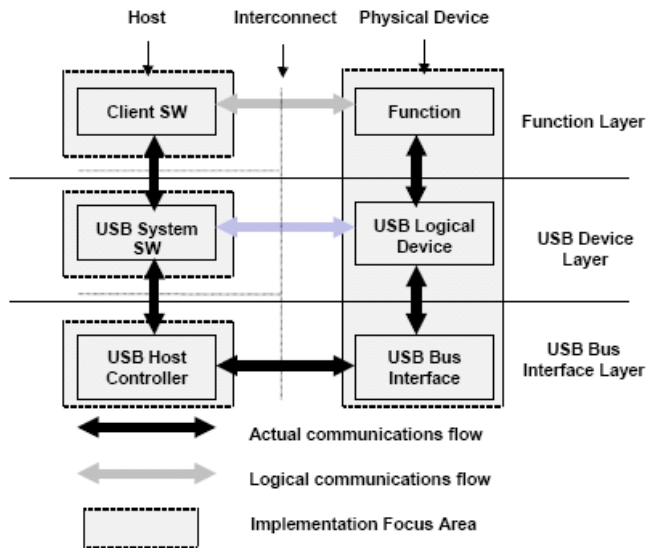 Host Interconnect Physical Device
Client SW
Function
Function Layer
USB System
SW
USB Logical
Device
USB Device
Layer
USB Host
Controller
USB Bus
Interface
USB Bus
Interface Layer
Actual communications flow
Logical communications flow
Implementation Focus Area